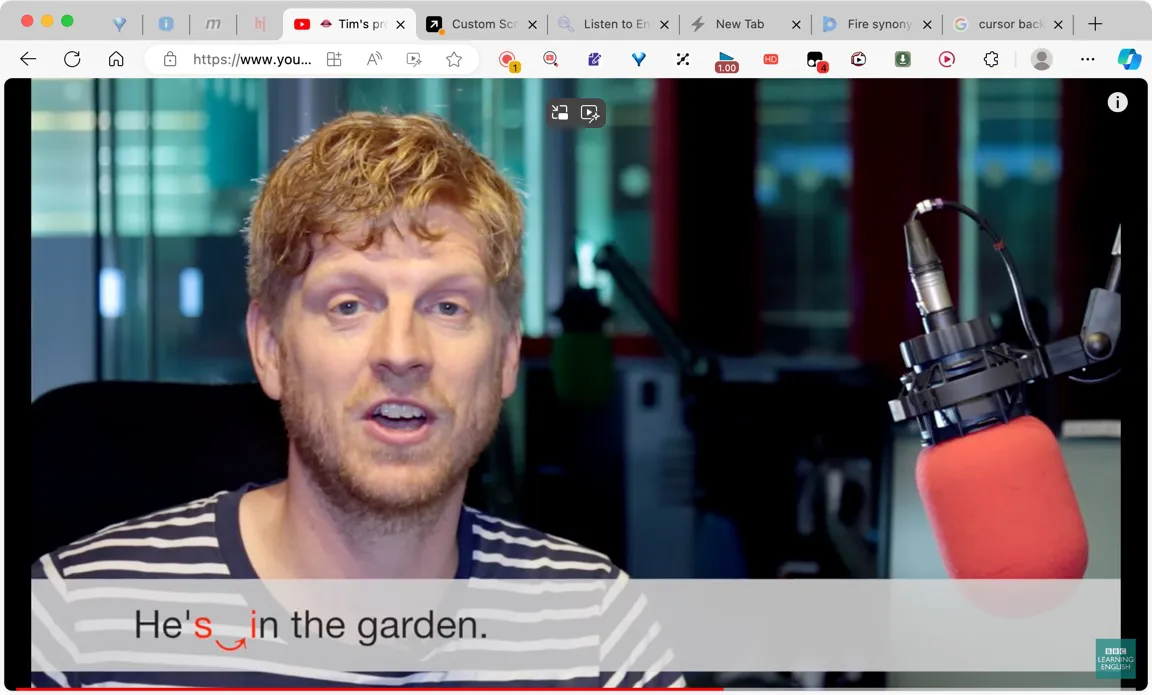 Tim's pr
Custom Scr
Listen to En
New Tab
Fire synony
cursor back
https://www.you...
1
1.00
HD
4
He's in the garden.
BBC
LEARNING
ENGLISH